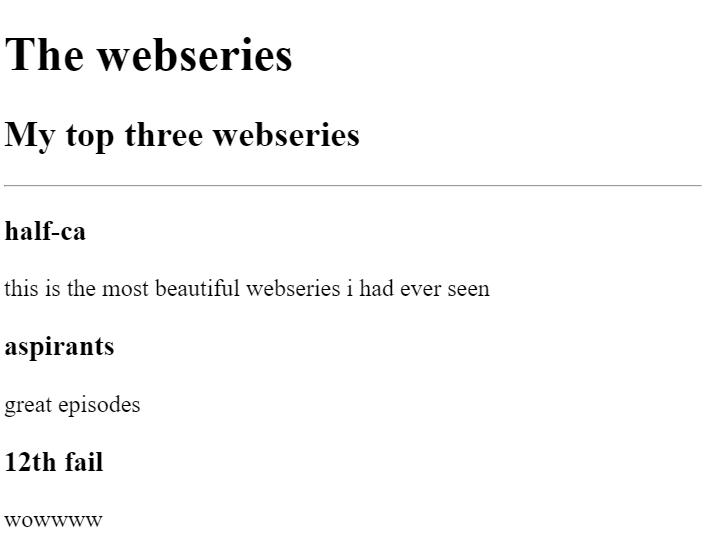 The webseries
My top three webseries
half-ca
this is the most beautiful webseries i had ever seen
aspirants
great episodes
12th fail
wowwww